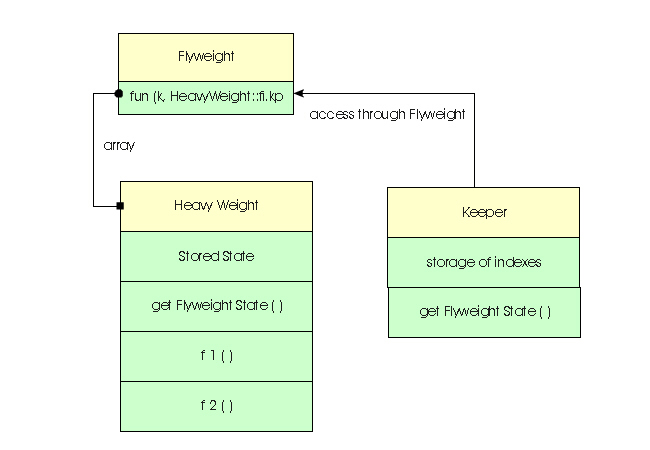 Flyweight
fun (k, HeavyWeight::fi.kp
access through Flyweight
array
Heavy Weight
Keeper
Stored State
storage of indexes
get Flyweight State ( )
get Flyweight State ( )
f 1 ( )
f 2 ( )